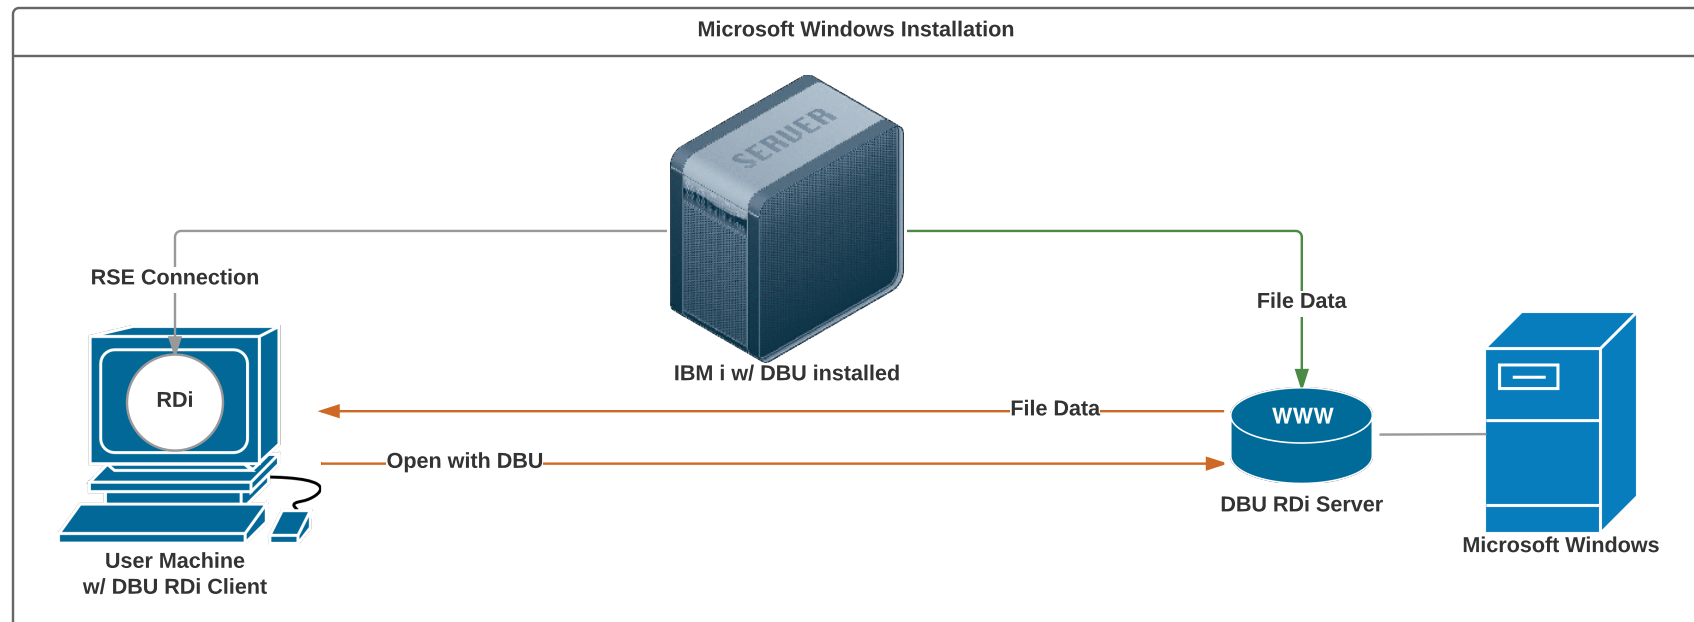 Microsoft Windows Installation
SERVER
RSE Connection
File Data
IBM i w/ DBU installed
RDi
File Data
WWW
Open with DBU
DBU RDi Server
Microsoft Windows
User Machine
w/ DBU RDi Client